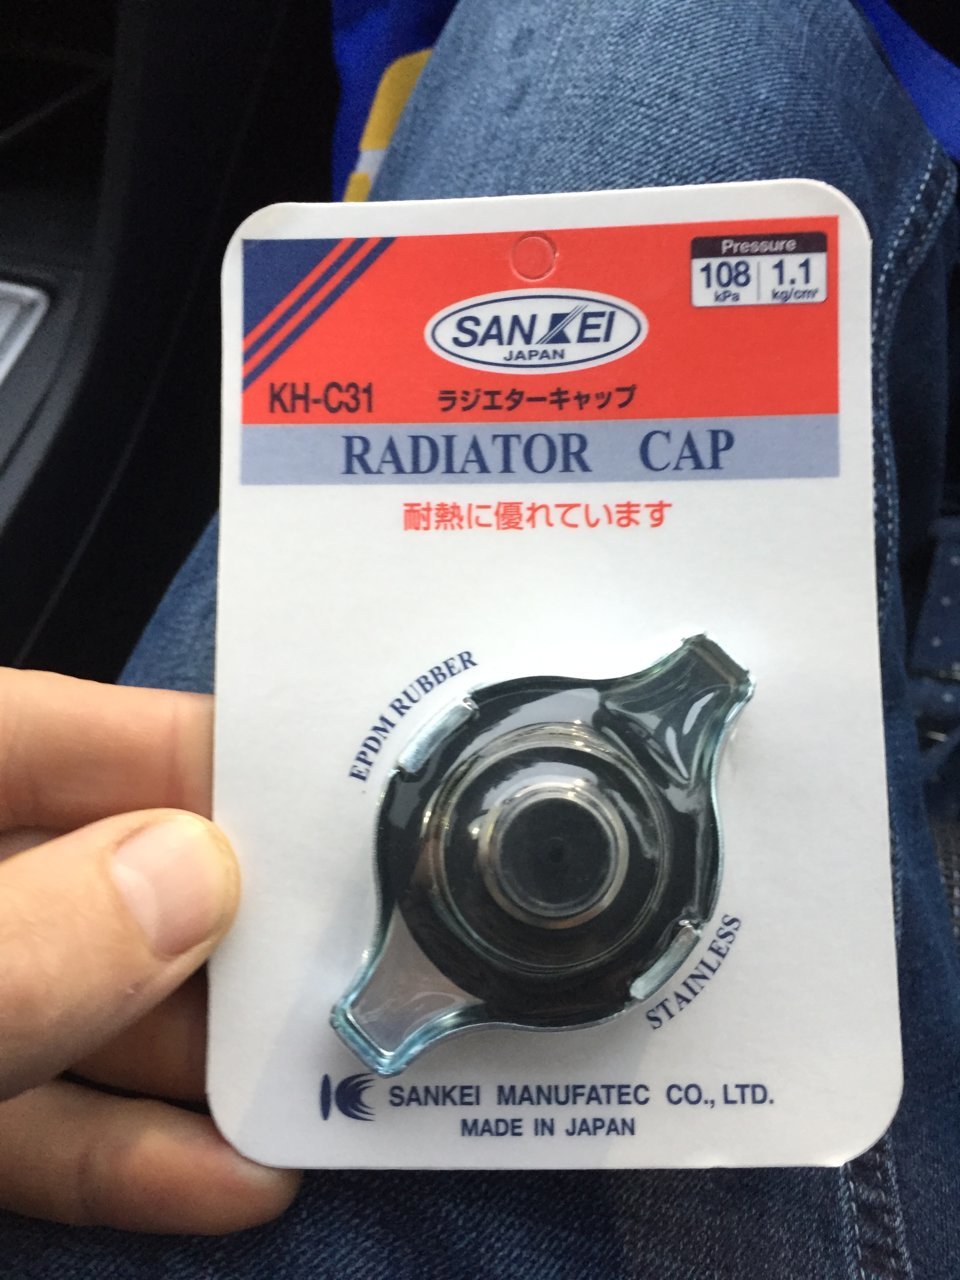 Pressure
108 kPa | 1.1 kg/cm²
SANKEI
JAPAN
KH-C31
ラジエターキャップ
RADIATOR CAP
耐熱に優れています
EPDM RUBBER
STAINLESS
SANKEI MANUFATEC CO., LTD.
MADE IN JAPAN